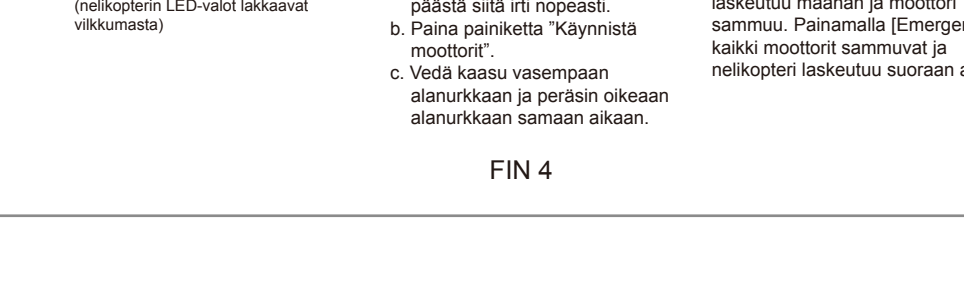 (nelikopterin LED-valot lakkaavat
vilkkumasta)
päästä siitä irti nopeasti.
b. Paina painiketta ”Käynnistä
moottorit”.
c. Vedä kaasu vasempaan
alanurkkaan ja peräsin oikeaan
alanurkkaan samaan aikaan.
laskeutuu maahan ja moottori
sammuu. Painamalla
kaikki moottorit sammuvat ja
nelikopteri laskeutuu suoraan
FIN 4